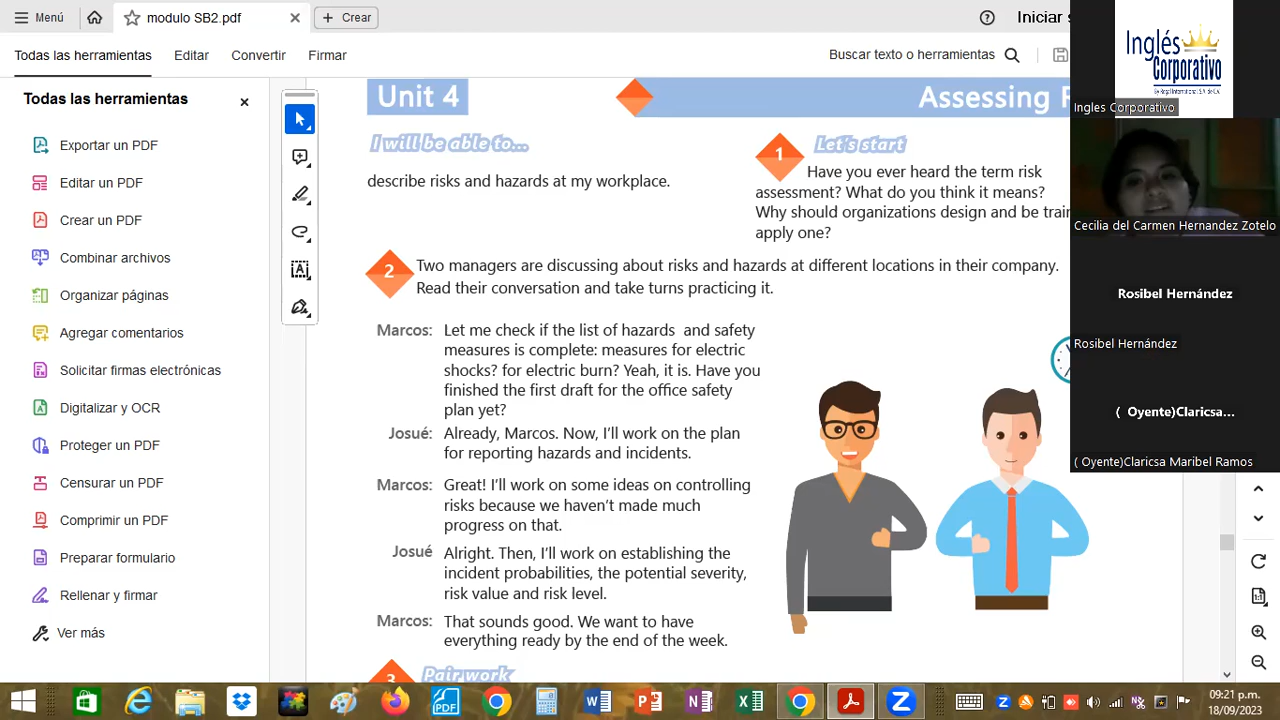 Menú
modulo SB2.pdf
Crear
Iniciar s
Todas las herramientas
Editar
Convertir
Firmar
Buscar texto o herramientas
Todas las herramientas
Exportar un PDF
Editar un PDF
Crear un PDF
Combinar archivos
Organizar páginas
Agregar comentarios
Solicitar firmas electrónicas
Digitalizar y OCR
Proteger un PDF
Censurar un PDF
Comprimir un PDF
Preparar formulario
Rellenar y firmar
Ver más
Unit 4
Assessing
I will be able to...
describe risks and hazards at my workplace.
1
Let's start
Have you ever heard the term risk
assessment? What do you think it means?
Why should organizations design and be trai
apply one?
2
Two managers are discussing about risks and hazards at different locations in their company.
Read their conversation and take turns practicing it.
Marcos: Let me check if the list of hazards and safety
measures is complete: measures for electric
shocks? for electric burn? Yeah, it is. Have you
finished the first draft for the office safety
plan yet?
Josué: Already, Marcos. Now, I'll work on the plan
for reporting hazards and incidents.
Marcos: Great! I'll work on some ideas on controlling
risks because we haven't made much
progress on that.
Josué Alright. Then, I'll work on establishing the
incident probabilities, the potential severity,
risk value and risk level.
Marcos: That sounds good. We want to have
everything ready by the end of the week.
3
Pair work
Inglés
Corporativo
Ingles Corporativo
Cecilia del Carmen Hernandez Zotelo
Rosibel Hernández
Rosibel Hernández
( Oyente)Claricsa...
( Oyente)Claricsa Maribel Ramos
09:21 p.m.
18/09/2023